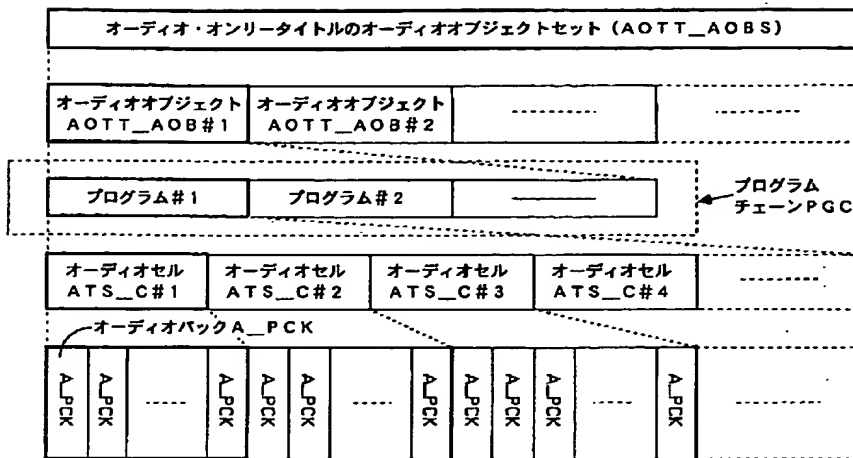 オーディオ・オンリータイトルのオーディオオブジェクトセット（AOTT＿AOBS）
オーディオオブジェクト
AOTT＿AOB＃1
オーディオオブジェクト
AOTT＿AOB＃2
プログラム＃1
プログラム＃2
プログラム
チェーンPGC
オーディオセル
ATS＿C＃1
オーディオセル
ATS＿C＃2
オーディオセル
ATS＿C＃3
オーディオセル
ATS＿C＃4
オーディオパックA＿PCK
A_PCK
A_PCK
A_PCK
A_PCK
A_PCK
A_PCK
A_PCK
A_PCK
A_PCK
A_PCK